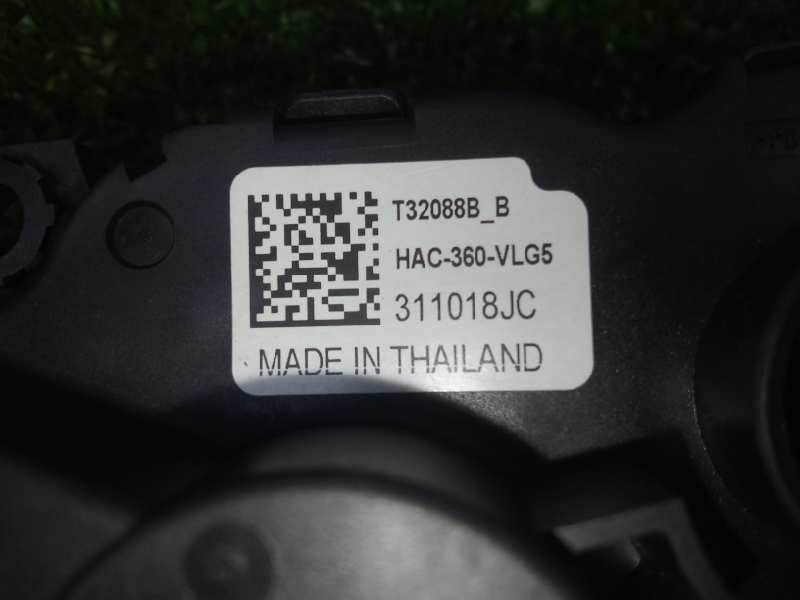 T32088B_B
HAC-360-VLG5
311018JC
MADE IN THAILAND